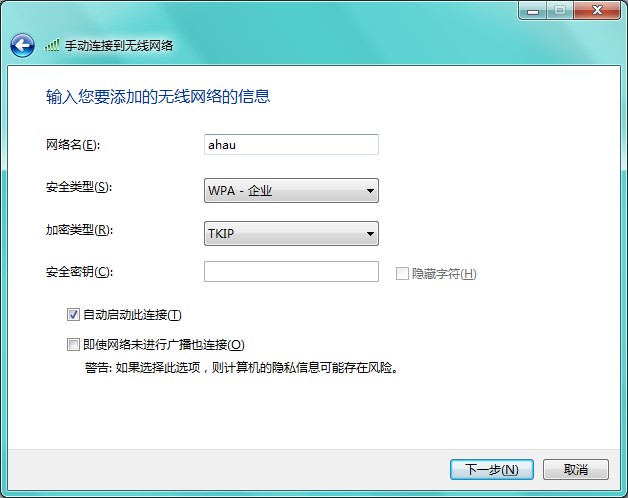 手动连接到无线网络
输入您要添加的无线网络的信息
网络名(E): ahau
安全类型(S): WPA - 企业
加密类型(R): TKIP
安全密钥(C): 隐藏字符(H)
自动启动此连接(T)
即使网络未进行广播也连接(O)
警告: 如果选择此选项，则计算机的隐私信息可能存在风险。
下一步(N) 取消